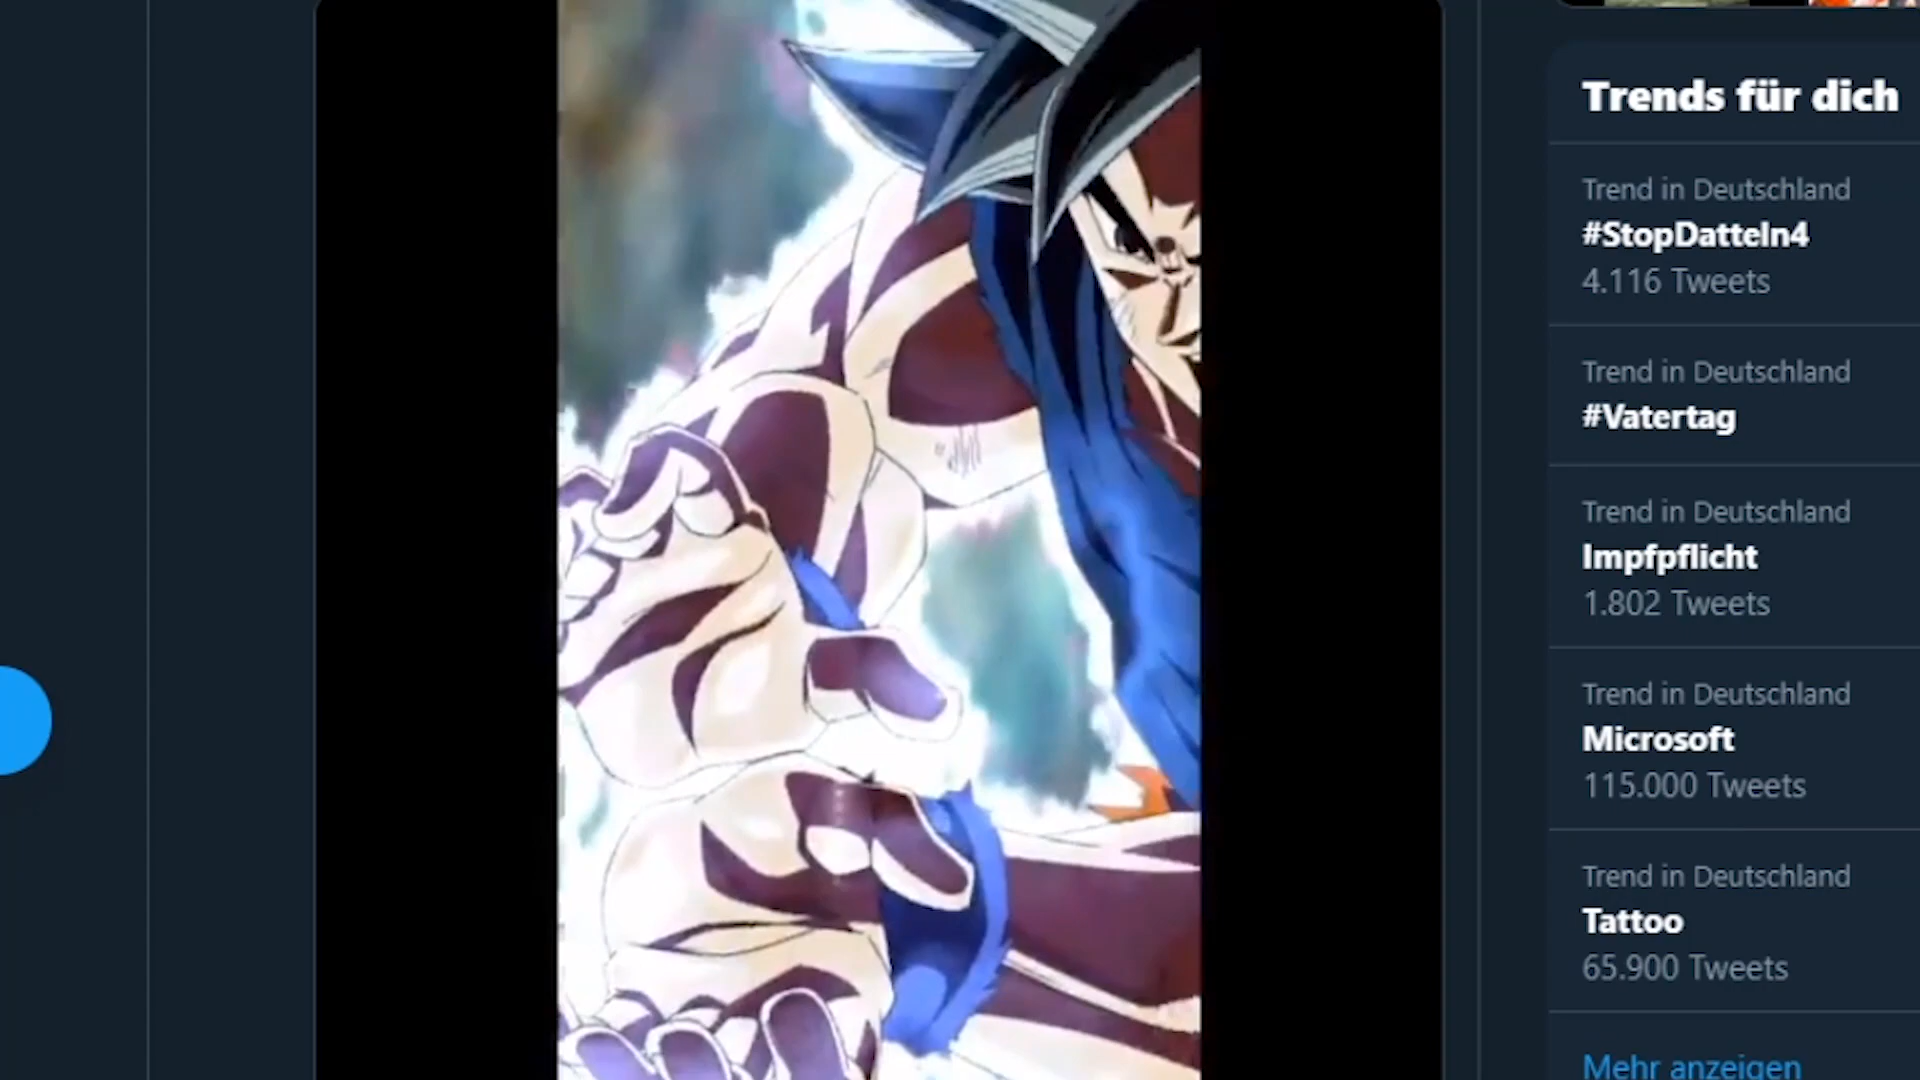 Trends für dich
Trend in Deutschland
#StopDatteln4
4.116 Tweets
Trend in Deutschland
#Vatertag
Trend in Deutschland
Impfpflicht
1.802 Tweets
Trend in Deutschland
Microsoft
115.000 Tweets
Trend in Deutschland
Tattoo
65.900 Tweets
Mehr anzeigen